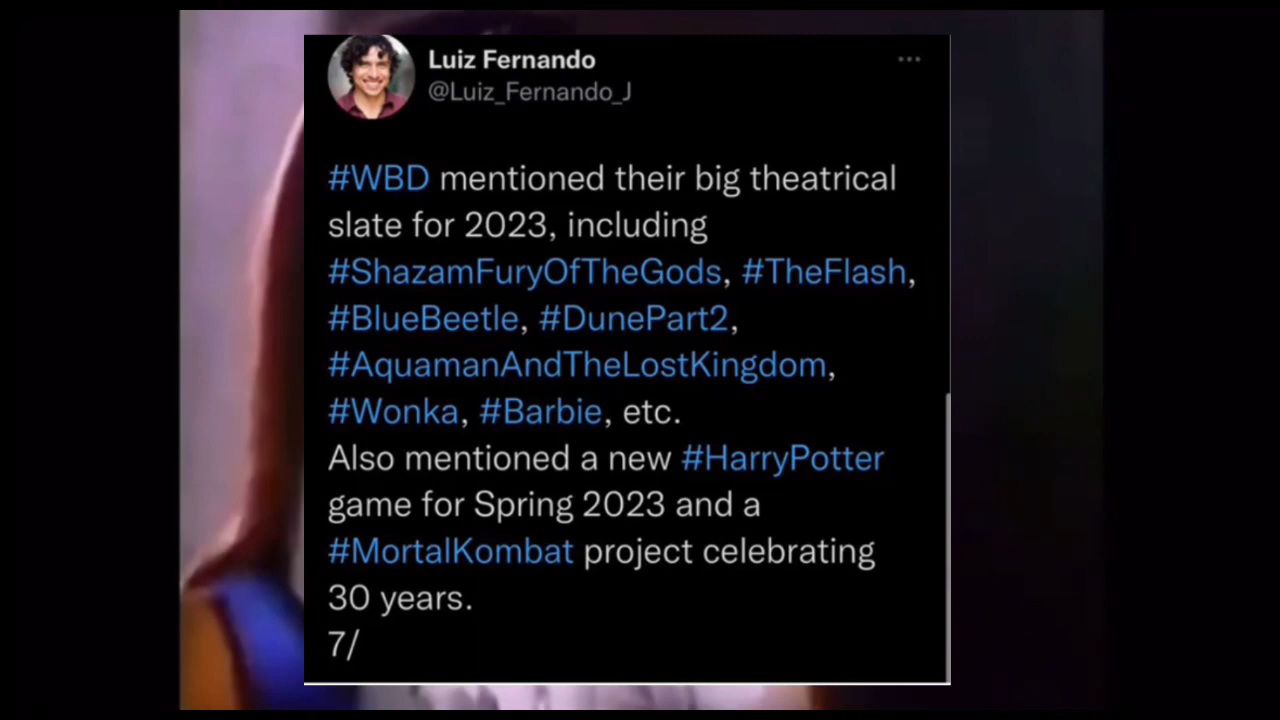 Luiz Fernando
@Luiz_Fernando_J
#WBD mentioned their big theatrical
slate for 2023, including
#ShazamFuryOfTheGods, #TheFlash,
#BlueBeetle, #DunePart2,
#AquamanAndTheLostKingdom,
#Wonka, #Barbie, etc.
Also mentioned a new #HarryPotter
game for Spring 2023 and a
#MortalKombat project celebrating
30 years.
7/